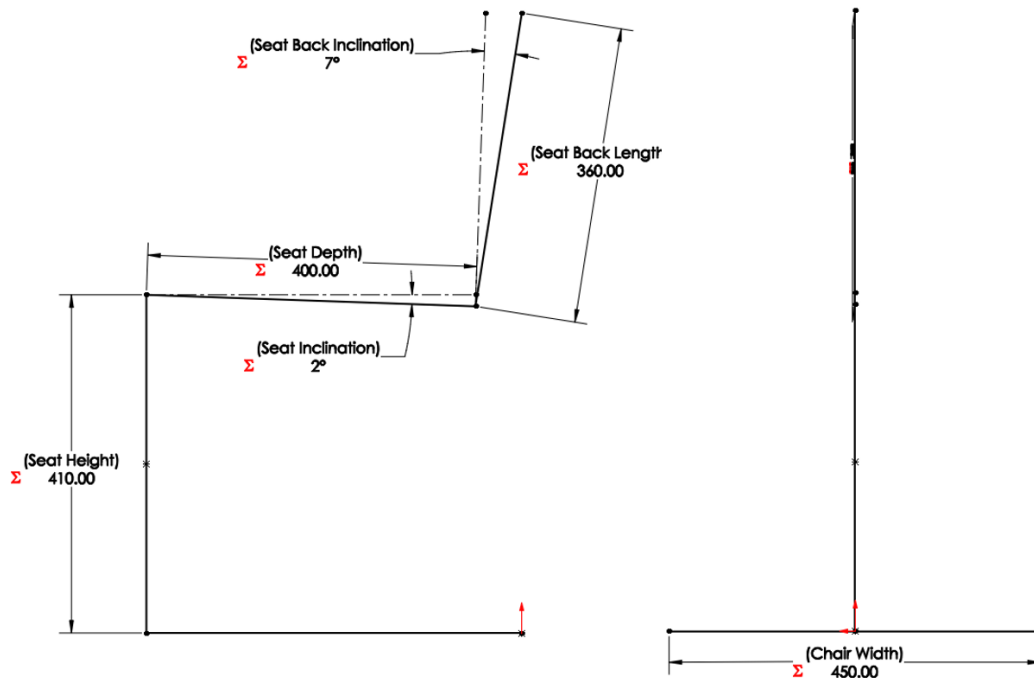 (Seat Back Inclination)
Σ 7°
(Seat Back Length
Σ 360.00
(Seat Depth)
Σ 400.00
(Seat Inclination)
Σ 2°
(Seat Height)
Σ 410.00
(Chair Width)
Σ 450.00